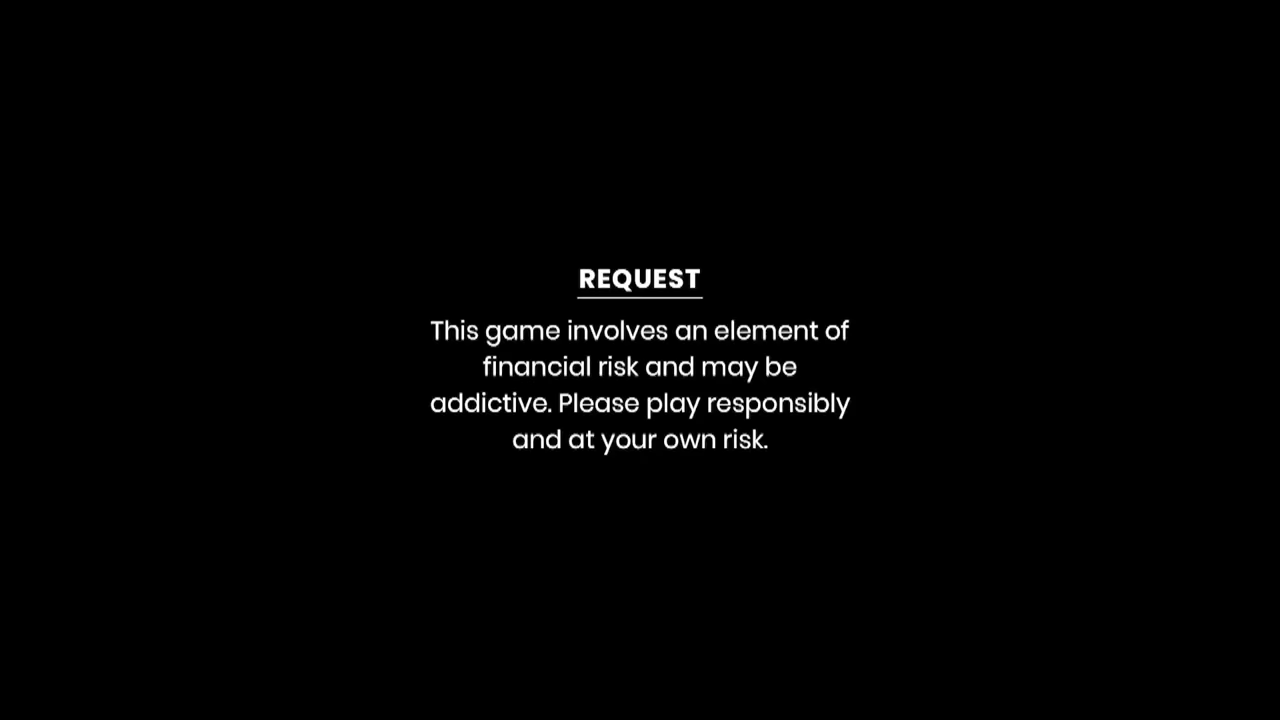 REQUEST
This game involves an element of
financial risk and may be
addictive. Please play responsibly
and at your own risk.